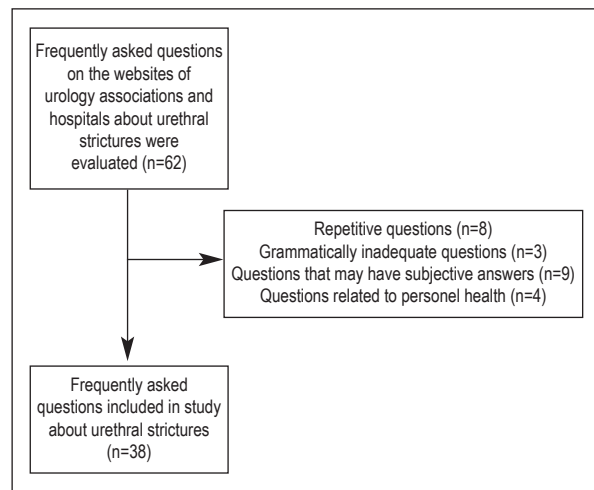 Frequently asked questions
on the websites of
urology associations and
hospitals about urethral
strictures were
evaluated (n=62)
Repetitive questions (n=8)
Grammatically inadequate questions (n=3)
Questions that may have subjective answers (n=9)
Questions related to personel health (n=4)
Frequently asked
questions included in study
about urethral strictures
(n=38)